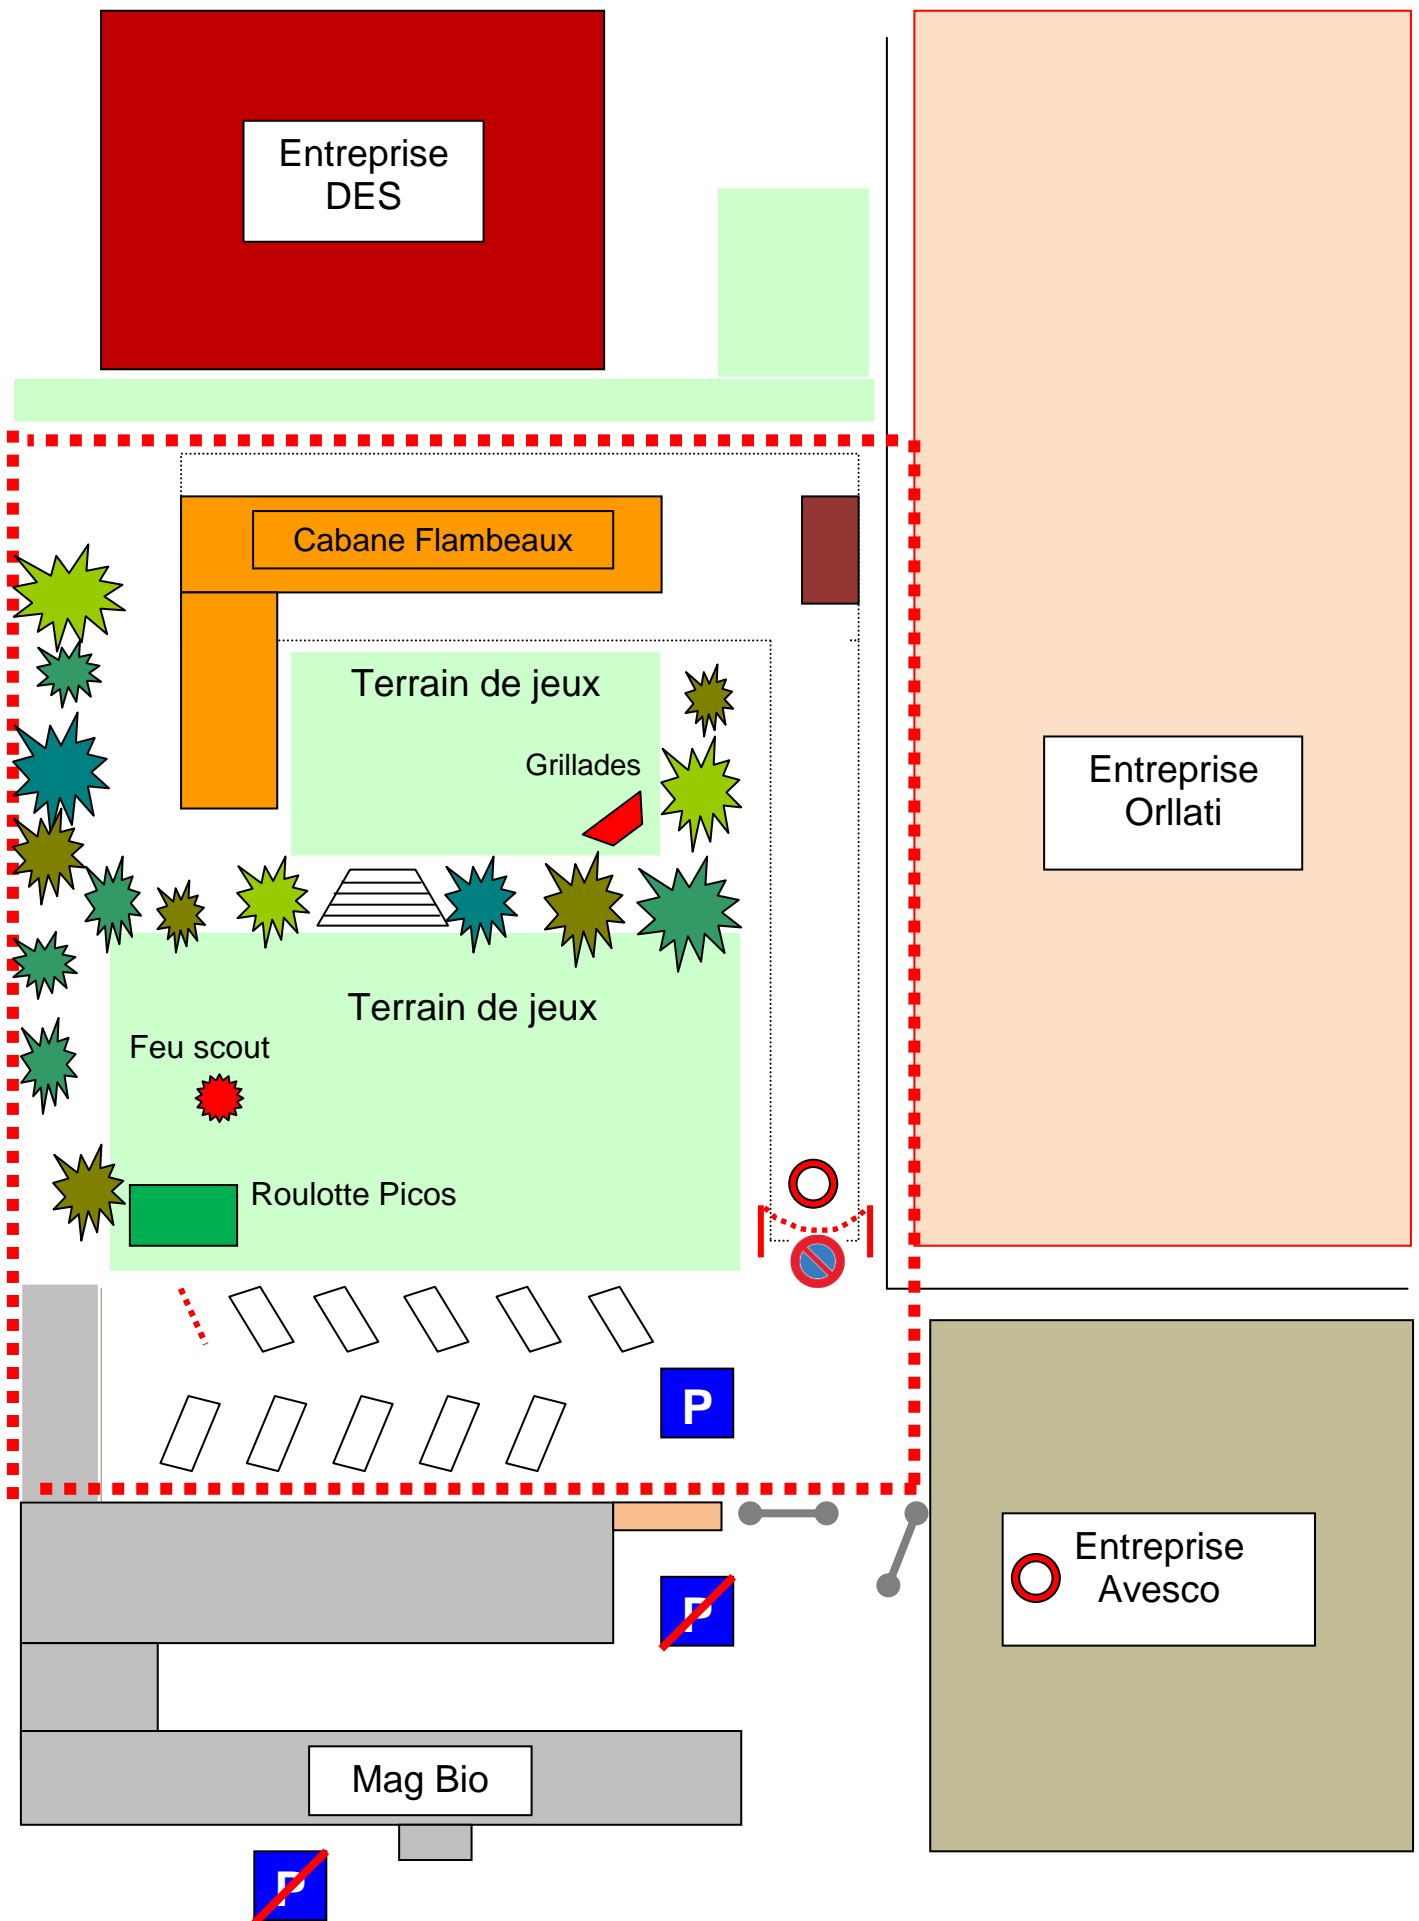 Entreprise
DES
Cabane Flambeaux
Terrain de jeux
Grillades
Entreprise
Orllati
Terrain de jeux
Feu scout
Roulotte Picos
P
Entreprise
Avesco
P
Mag Bio
P